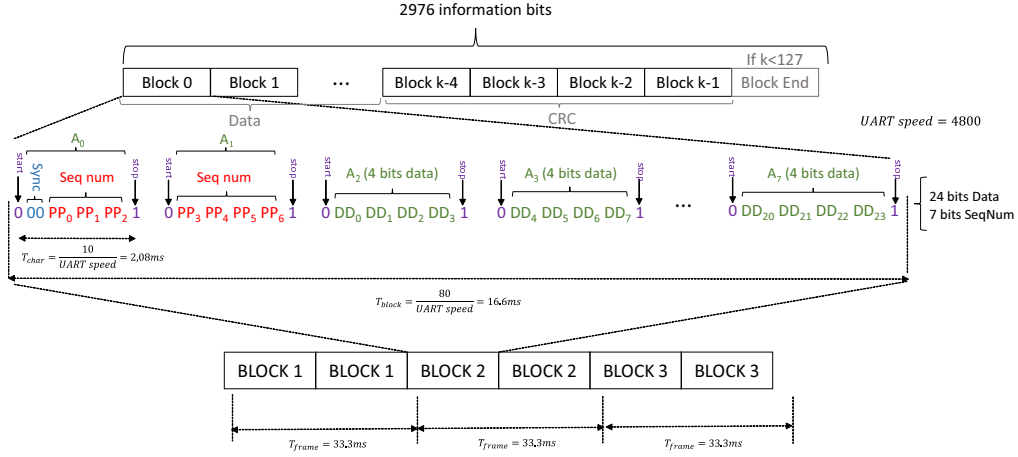 2976 information bits
If k<127
Block 0 Block 1 ... Block k-4 Block k-3 Block k-2 Block k-1 Block End
Data CRC
UART speed = 4800
A0 A1
start Sync Seq num stop start Seq num stop start A2 (4 bits data) stop start A3 (4 bits data) stop start A7 (4 bits data) stop
0 00 PP0 PP1 PP2 1 0 PP3 PP4 PP5 PP6 1 0 DD0 DD1 DD2 DD3 1 0 DD4 DD5 DD6 DD7 1 ... 0 DD20 DD21 DD22 DD23 1
24 bits Data
7 bits SeqNum
Tchar = 10 / UART speed = 2,08ms
Tblock = 80 / UART speed = 16.6ms
BLOCK 1 BLOCK 1 BLOCK 2 BLOCK 2 BLOCK 3 BLOCK 3
Tframe = 33.3ms Tframe = 33.3ms Tframe = 33.3ms